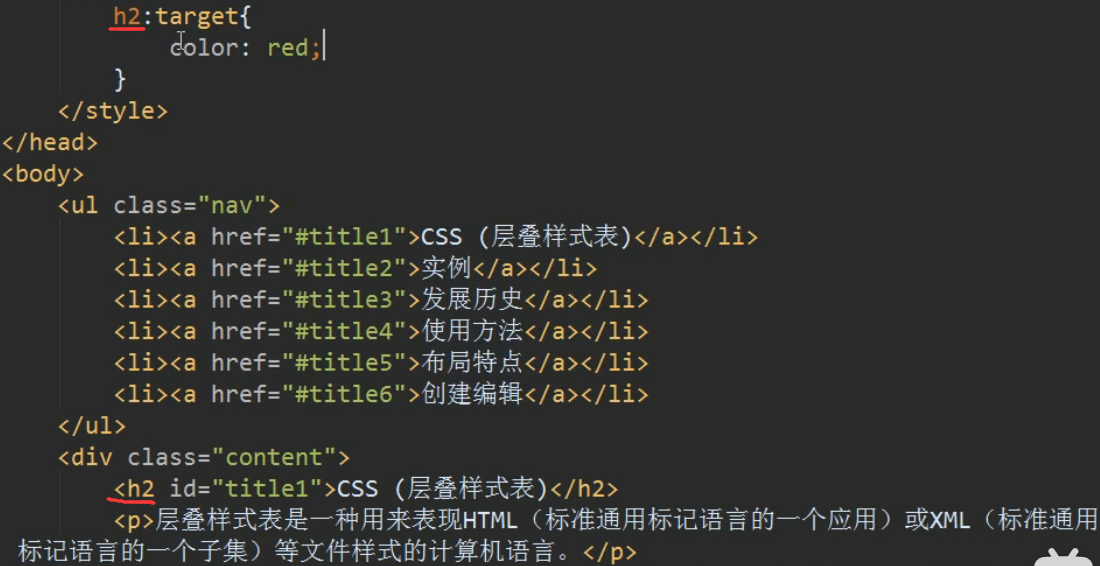 h2:target{
color: red;
}
</style>
</head>
<body>
<ul class="nav">
<li><a href="#title1">CSS (层叠样式表)</a></li>
<li><a href="#title2">实例</a></li>
<li><a href="#title3">发展历史</a></li>
<li><a href="#title4">使用方法</a></li>
<li><a href="#title5">布局特点</a></li>
<li><a href="#title6">创建编辑</a></li>
</ul>
<div class="content">
<h2 id="title1">CSS (层叠样式表)</h2>
<p>层叠样式表是一种用来表现HTML（标准通用标记语言的一个应用）或XML（标准通用
标记语言的一个子集）等文件样式的计算机语言。</p>